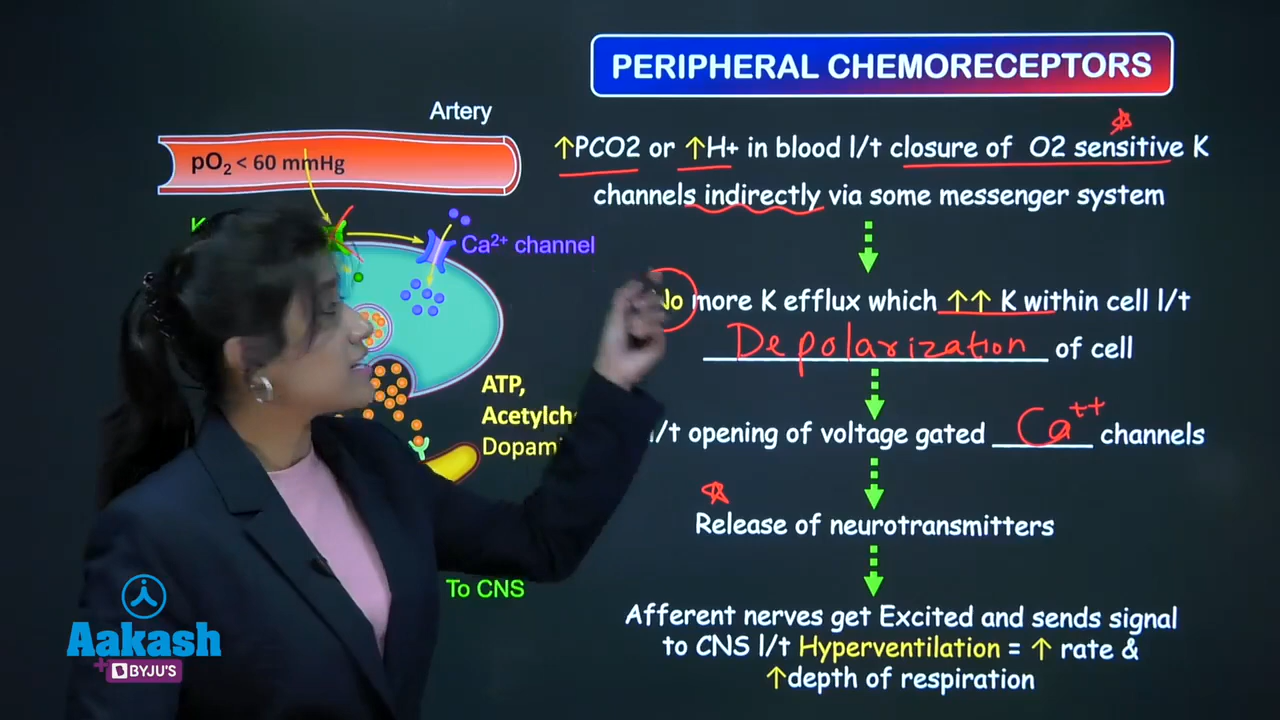 PERIPHERAL CHEMORECEPTORS
Artery
pO2 < 60 mmHg
K
Ca2+ channel
ATP,
Acetylch
Dopami
To CNS
↑PCO2 or ↑H+ in blood l/t closure of O2 sensitive K
channels indirectly via some messenger system
No more K efflux which ↑↑ K within cell l/t
Depolarization of cell
l/t opening of voltage gated Ca++ channels
Release of neurotransmitters
Afferent nerves get Excited and sends signal
to CNS l/t Hyperventilation = ↑ rate &
↑depth of respiration
Aakash
+ BYJU'S